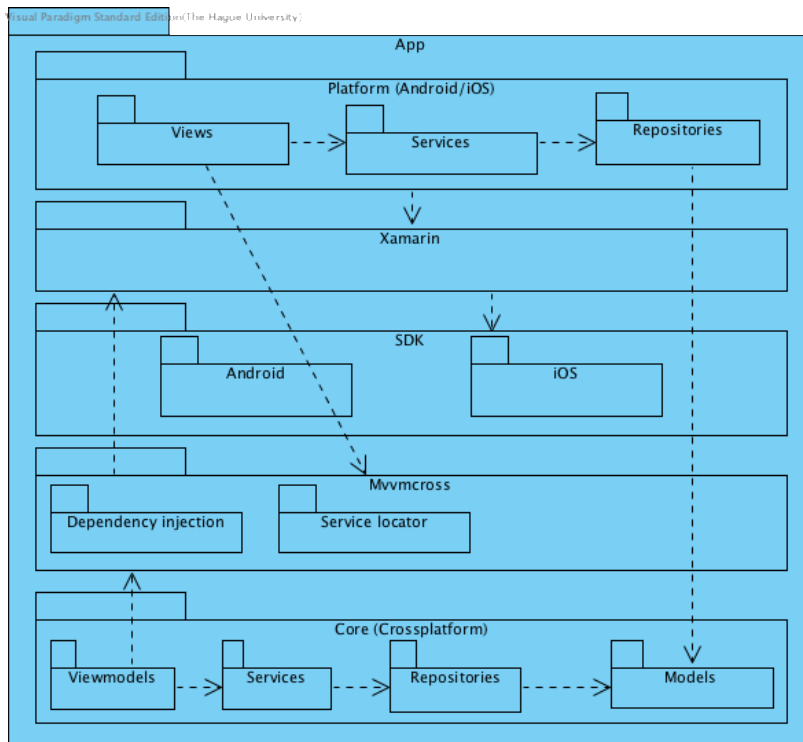 Visual Paradigm Standard Edition(The Hague University)
App
Platform (Android/iOS)
Views
Services
Repositories
Xamarin
SDK
Android
iOS
Mvvmcross
Dependency injection
Service locator
Core (Crossplatform)
Viewmodels
Services
Repositories
Models